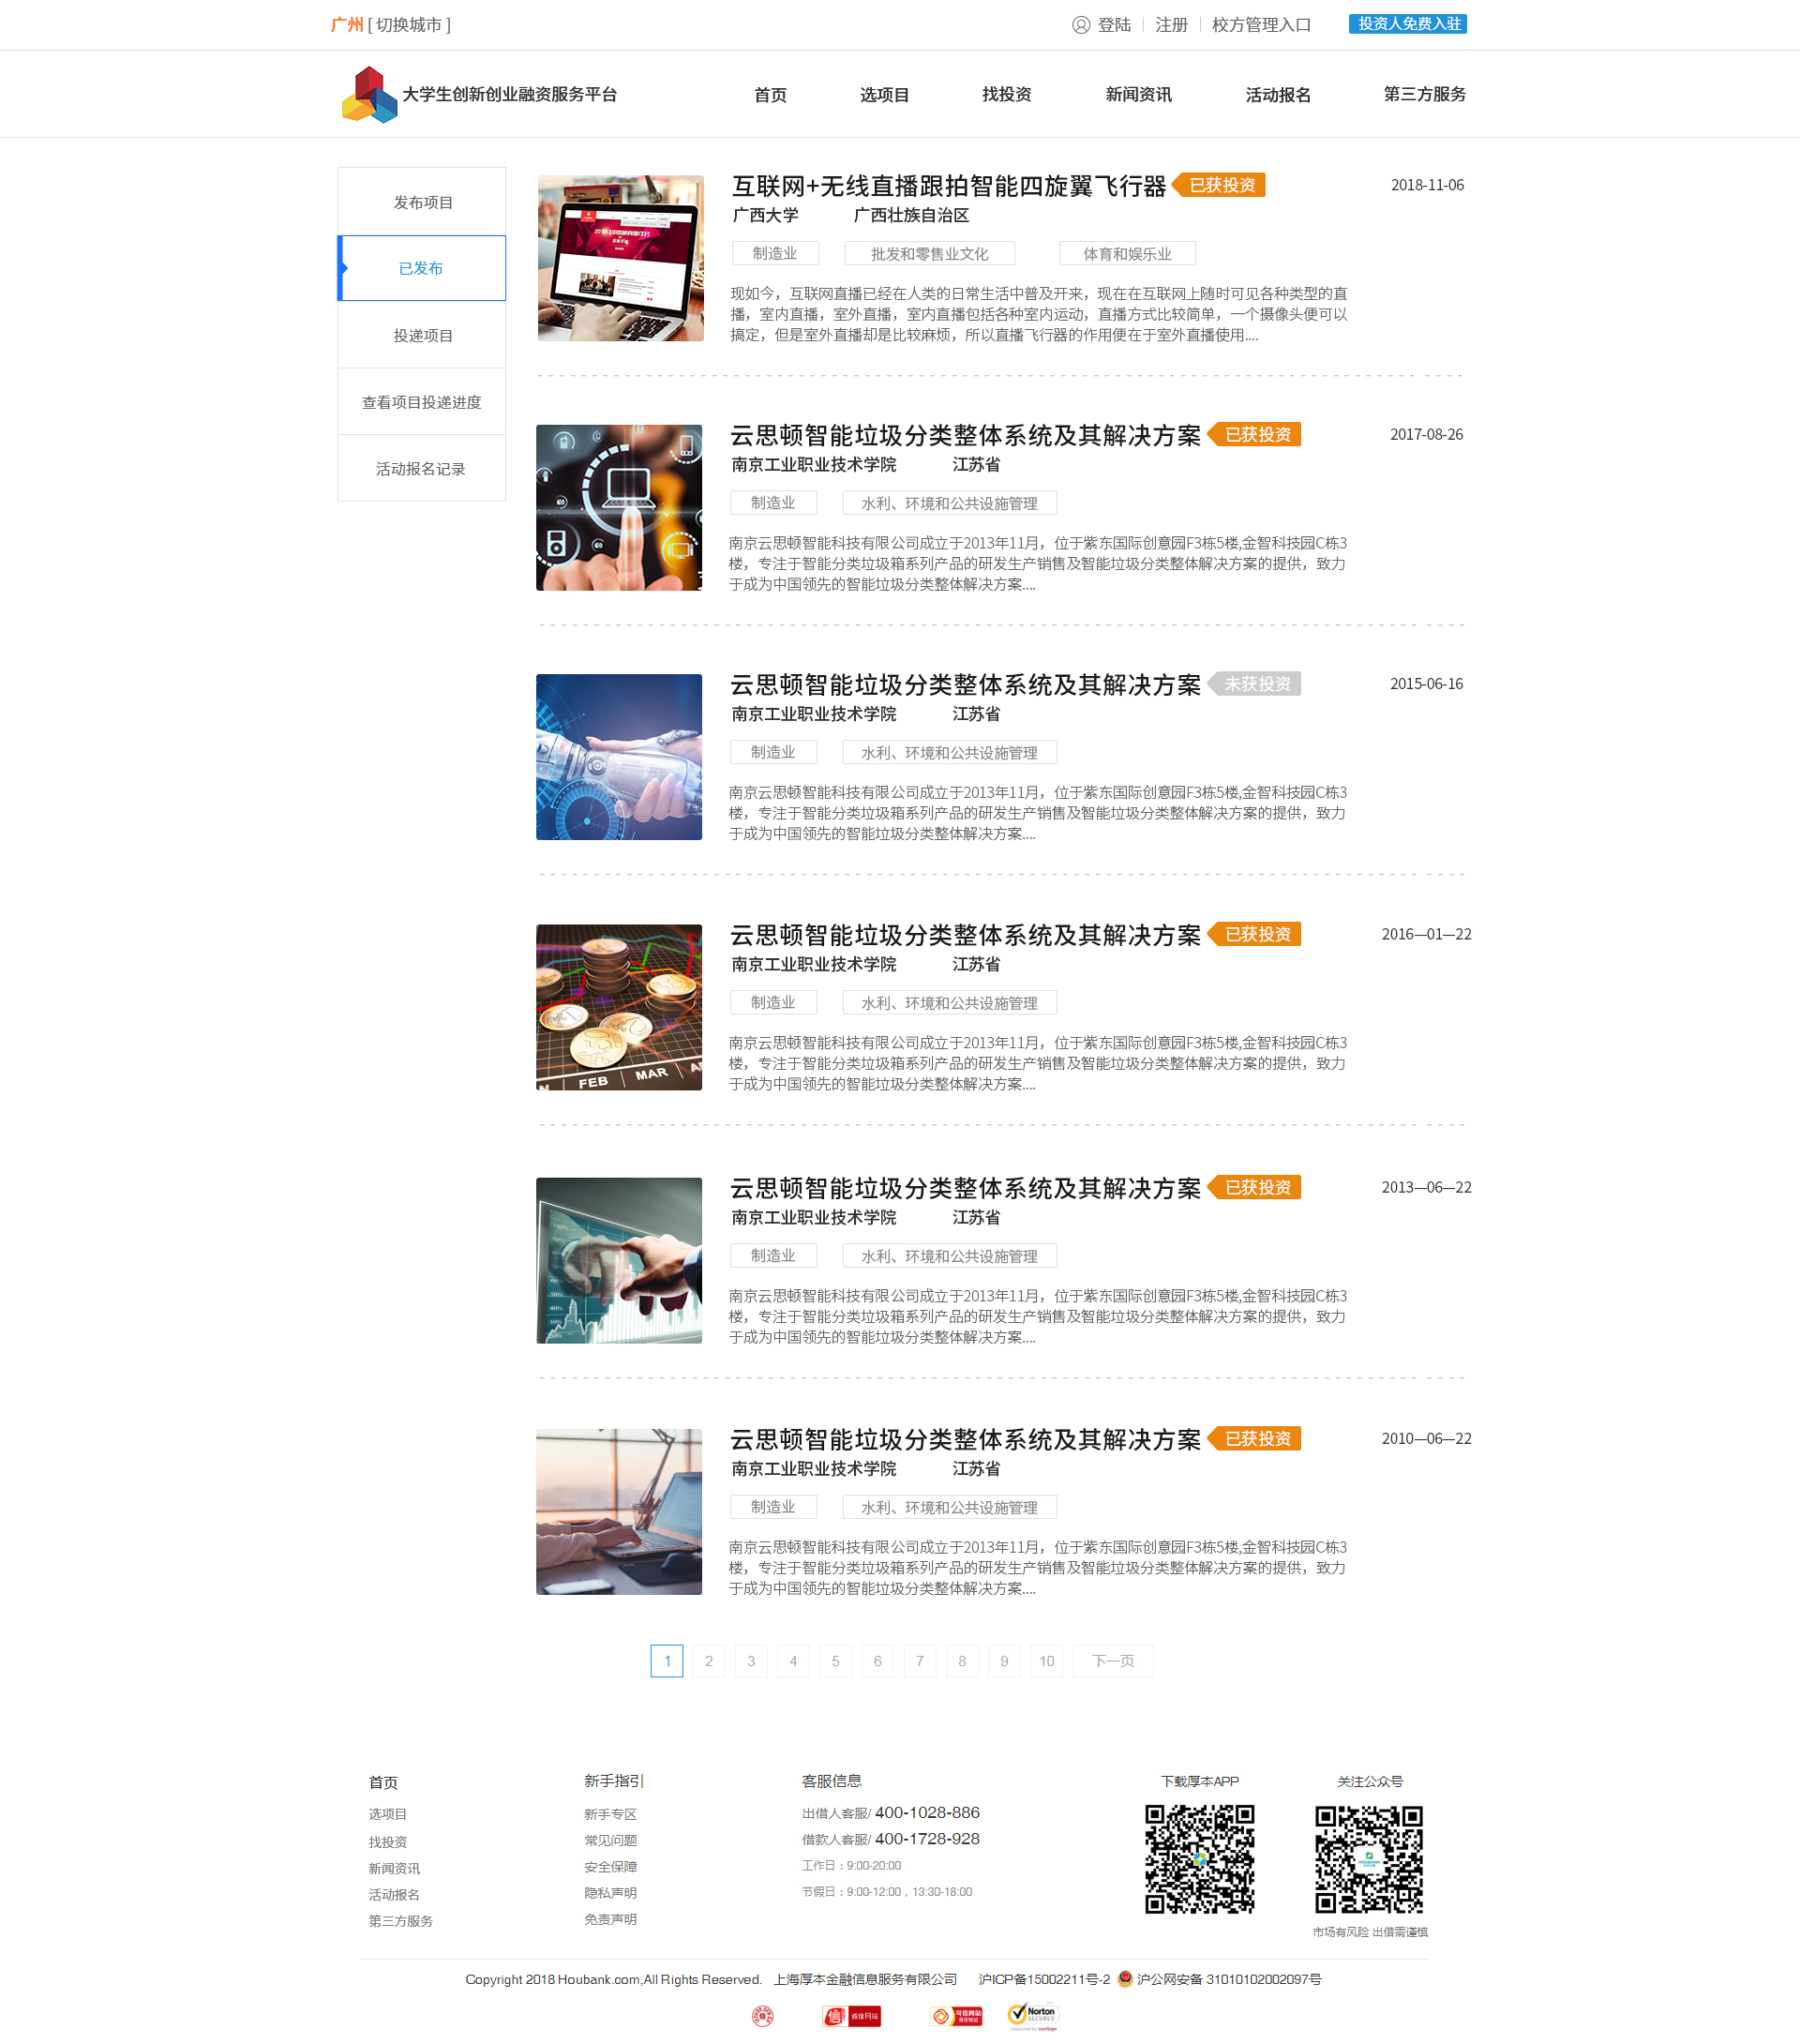 广州 [ 切换城市 ]
登陆 注册 校方管理入口 投资人免费入驻
大学生创新创业融资服务平台 首页 选项目 找投资 新闻资讯 活动报名 第三方服务
发布项目
已发布
投递项目
查看项目投递进度
活动报名记录
互联网+无线直播跟拍智能四旋翼飞行器 已获投资 2018-11-06
广西大学 广西壮族自治区
制造业 批发和零售业文化 体育和娱乐业
现如今，互联网直播已经在人类的日常生活中普及开来，现在在互联网上随时可见各种类型的直
播，室内直播，室外直播，室内直播包括各种室内运动，直播方式比较简单，一个摄像头便可以
搞定，但是室外直播却是比较麻烦，所以直播飞行器的作用便在于室外直播使用....
云思顿智能垃圾分类整体系统及其解决方案 已获投资 2017-08-26
南京工业职业技术学院 江苏省
制造业 水利、环境和公共设施管理
南京云思顿智能科技有限公司成立于2013年11月，位于紫东国际创意园F3栋5楼,金智科技园C栋3
楼，专注于智能分类垃圾箱系列产品的研发生产销售及智能垃圾分类整体解决方案的提供，致力
于成为中国领先的智能垃圾分类整体解决方案....
云思顿智能垃圾分类整体系统及其解决方案 未获投资 2015-06-16
南京工业职业技术学院 江苏省
制造业 水利、环境和公共设施管理
南京云思顿智能科技有限公司成立于2013年11月，位于紫东国际创意园F3栋5楼,金智科技园C栋3
楼，专注于智能分类垃圾箱系列产品的研发生产销售及智能垃圾分类整体解决方案的提供，致力
于成为中国领先的智能垃圾分类整体解决方案....
云思顿智能垃圾分类整体系统及其解决方案 已获投资 2016—01—22
南京工业职业技术学院 江苏省
制造业 水利、环境和公共设施管理
南京云思顿智能科技有限公司成立于2013年11月，位于紫东国际创意园F3栋5楼,金智科技园C栋3
楼，专注于智能分类垃圾箱系列产品的研发生产销售及智能垃圾分类整体解决方案的提供，致力
于成为中国领先的智能垃圾分类整体解决方案....
FEB MAR
云思顿智能垃圾分类整体系统及其解决方案 已获投资 2013—06—22
南京工业职业技术学院 江苏省
制造业 水利、环境和公共设施管理
南京云思顿智能科技有限公司成立于2013年11月，位于紫东国际创意园F3栋5楼,金智科技园C栋3
楼，专注于智能分类垃圾箱系列产品的研发生产销售及智能垃圾分类整体解决方案的提供，致力
于成为中国领先的智能垃圾分类整体解决方案....
云思顿智能垃圾分类整体系统及其解决方案 已获投资 2010—06—22
南京工业职业技术学院 江苏省
制造业 水利、环境和公共设施管理
南京云思顿智能科技有限公司成立于2013年11月，位于紫东国际创意园F3栋5楼,金智科技园C栋3
楼，专注于智能分类垃圾箱系列产品的研发生产销售及智能垃圾分类整体解决方案的提供，致力
于成为中国领先的智能垃圾分类整体解决方案....
1 2 3 4 5 6 7 8 9 10 下一页
首页
选项目
找投资
新闻资讯
活动报名
第三方服务
新手指引
新手专区
常见问题
安全保障
隐私声明
免责声明
客服信息
出借人客服/ 400-1028-886
借款人客服/ 400-1728-928
工作日：9:00-20:00
节假日：9:00-12:00，13:30-18:00
下载厚本APP
关注公众号
市场有风险 出借需谨慎
Copyright 2018 Houbank.com,All Rights Reserved. 上海厚本金融信息服务有限公司 沪ICP备15002211号-2 沪公网安备 31010102002097号
信 诚信网站 可信网站 身份验证 Norton
SECURED
powered by VeriSign